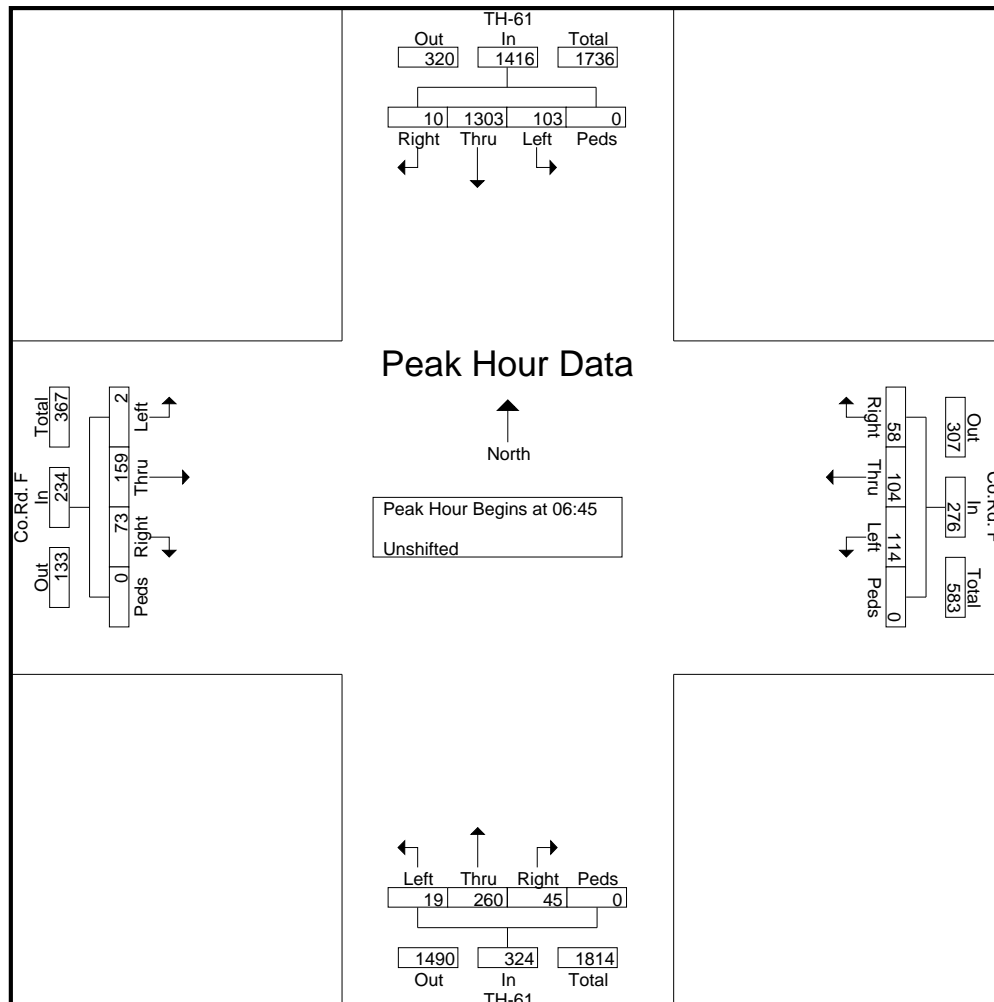 TH-61
Out In Total
320 1416 1736
10 1303 103 0
Right Thru Left Peds
Peak Hour Data
North
Peak Hour Begins at 06:45
Unshifted
Co.Rd. F
Out In Total
133 234 367
Left Thru Right Peds
2 159 73 0
Right Thru Left Peds
58 104 114 0
Out In Total
307 276 583
Co.Rd. F
Left Thru Right Peds
19 260 45 0
1490 324 1814
Out In Total
TH-61